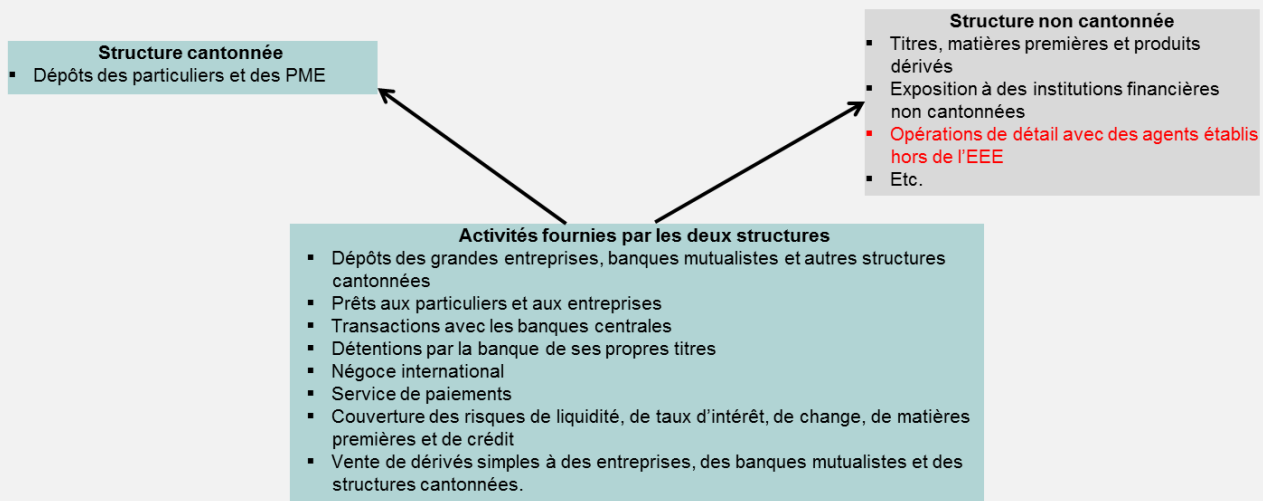 Structure cantonnée
▪ Dépôts des particuliers et des PME
Structure non cantonnée
▪ Titres, matières premières et produits
dérivés
▪ Exposition à des institutions financières
non cantonnées
▪ Opérations de détail avec des agents établis
hors de l'EEE
▪ Etc.
Activités fournies par les deux structures
▪ Dépôts des grandes entreprises, banques mutualistes et autres structures
cantonnées
▪ Prêts aux particuliers et aux entreprises
▪ Transactions avec les banques centrales
▪ Détentions par la banque de ses propres titres
▪ Négoce international
▪ Service de paiements
▪ Couverture des risques de liquidité, de taux d'intérêt, de change, de matières
premières et de crédit
▪ Vente de dérivés simples à des entreprises, des banques mutualistes et des
structures cantonnées.